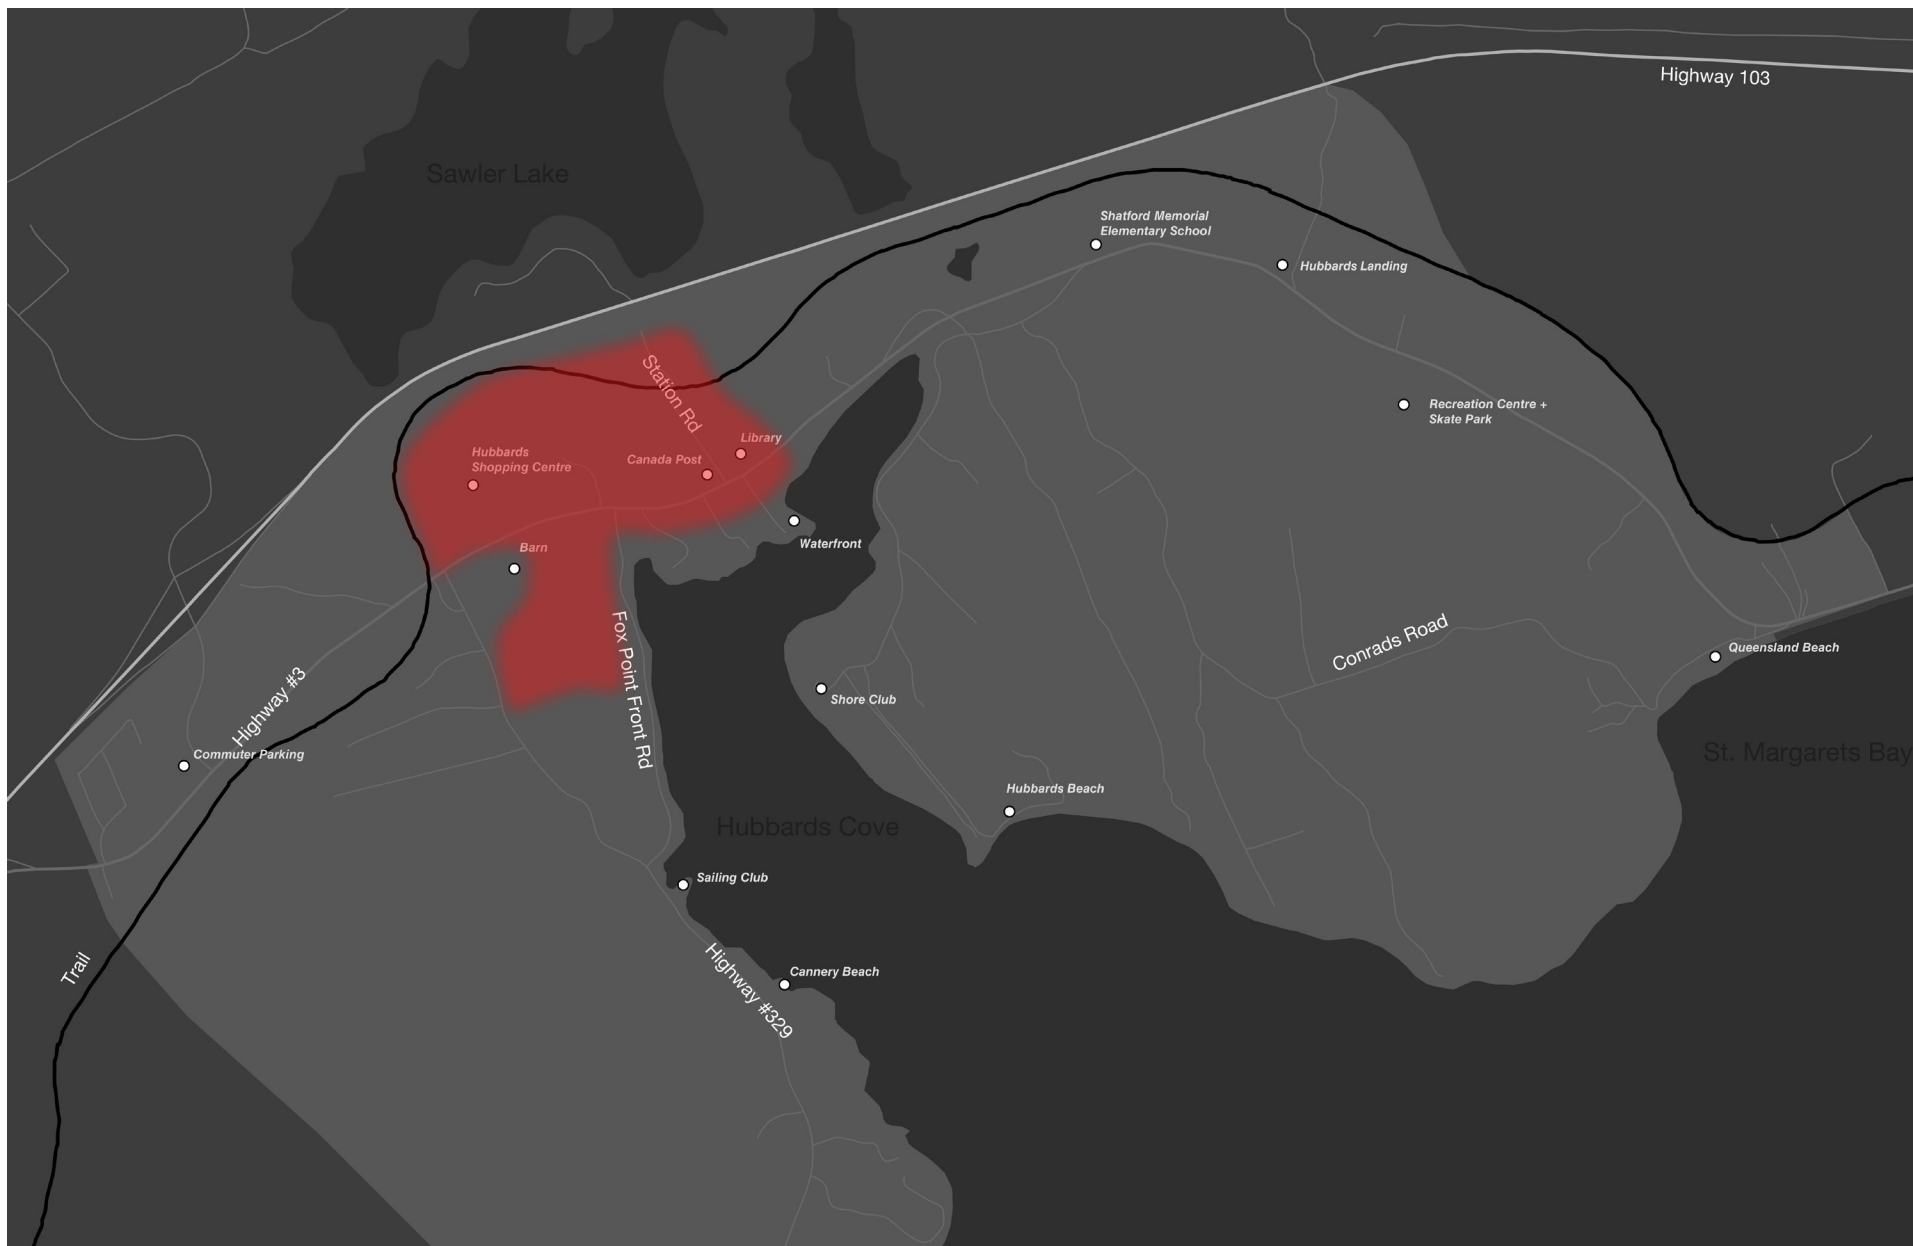 Highway 103
Sawler Lake
Shatford Memorial
Elementary School
Hubbards Landing
Station Rd
Recreation Centre +
Skate Park
Library
Hubbards
Shopping Centre
Canada Post
Barn
Waterfront
Fox Point Front Rd
Conrads Road
Queensland Beach
Highway #3
Shore Club
Commuter Parking
St. Margarets Bay
Hubbards Beach
Hubbards Cove
Sailing Club
Trail
Highway #329
Cannery Beach